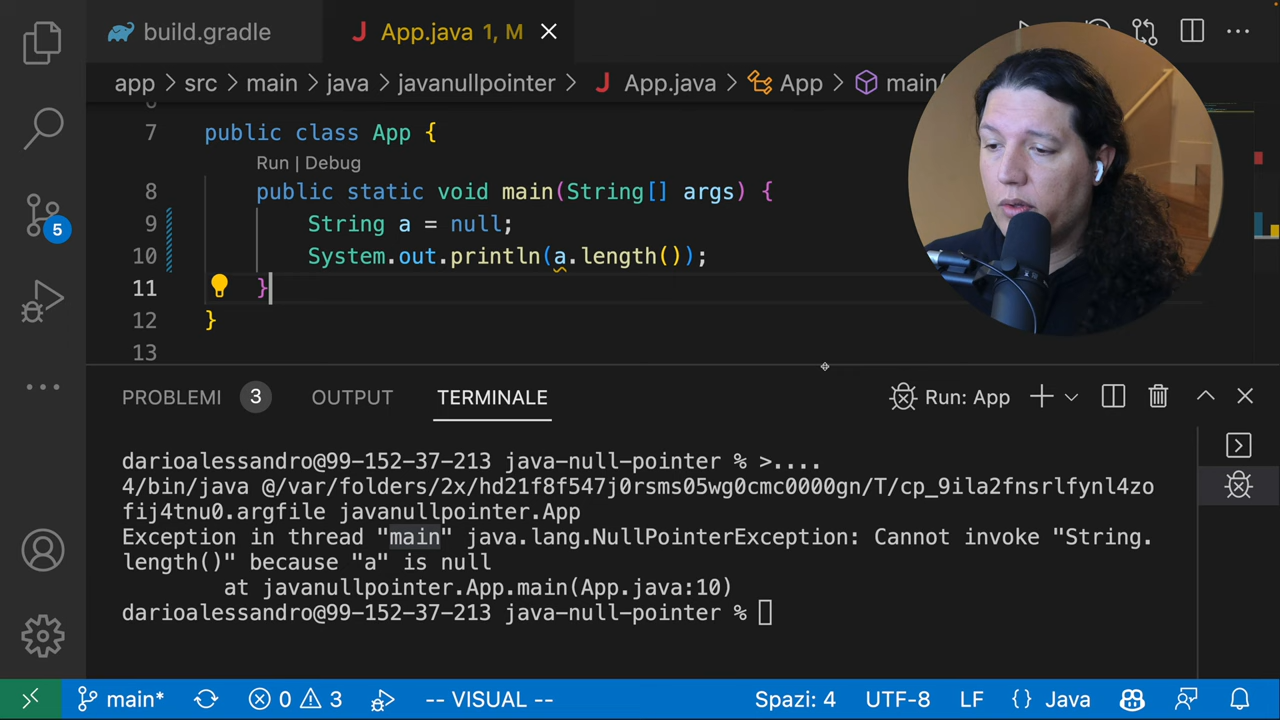 build.gradle
App.java 1, M
app > src > main > java > javanullpointer > App.java > App > main(
7 public class App {
Run | Debug
8 public static void main(String[] args) {
9 String a = null;
10 System.out.println(a.length());
11 }
12 }
13
PROBLEMI 3 OUTPUT TERMINALE Run: App
darioalessandro@99-152-37-213 java-null-pointer % >....
4/bin/java @/var/folders/2x/hd21f8f547j0rsms05wg0cmc0000gn/T/cp_9ila2fnsrlfynl4zo
fij4tnu0.argfile javanullpointer.App
Exception in thread "main" java.lang.NullPointerException: Cannot invoke "String.
length()" because "a" is null
at javanullpointer.App.main(App.java:10)
darioalessandro@99-152-37-213 java-null-pointer %
5
main* 0 3 -- VISUAL -- Spazi: 4 UTF-8 LF {} Java